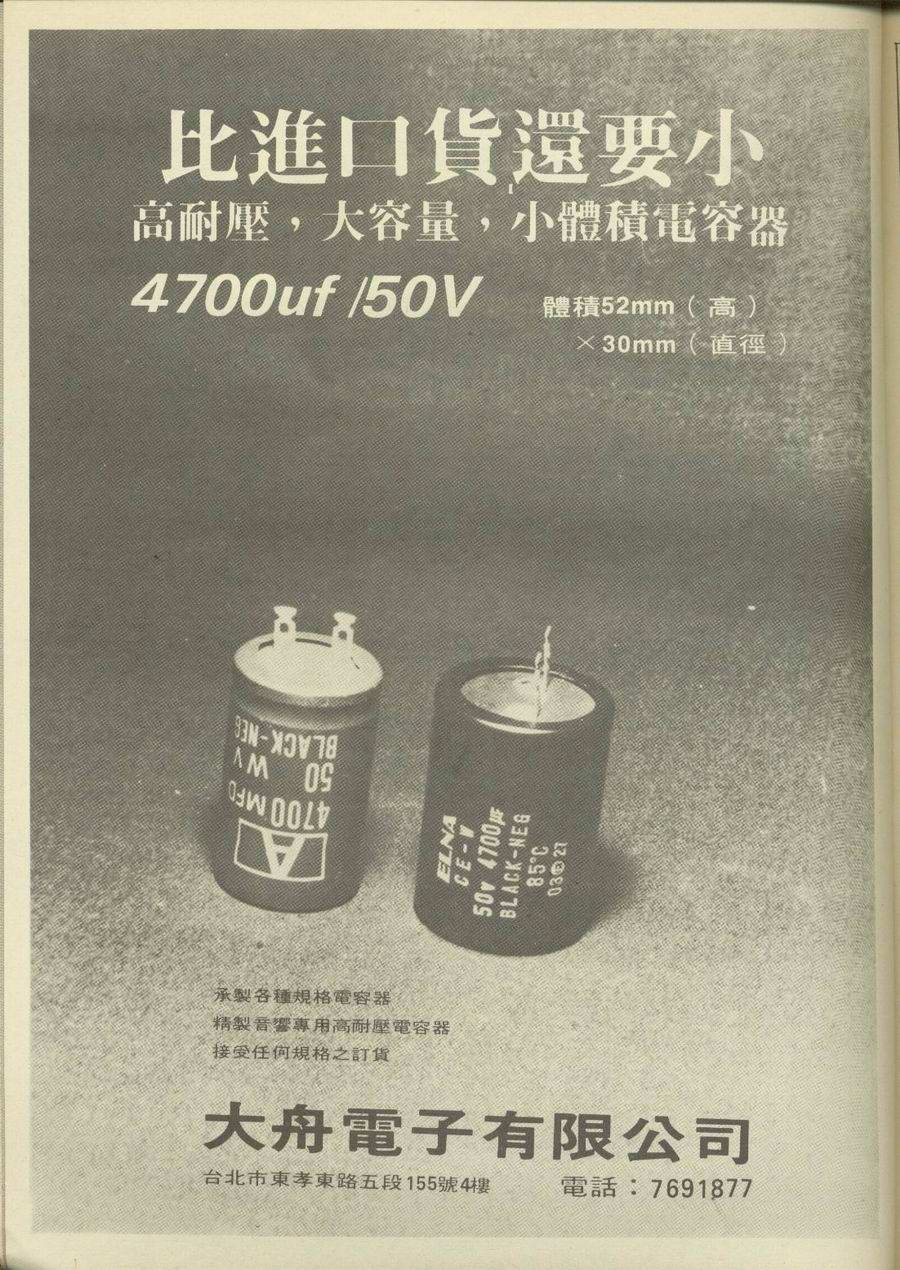 比進口貨還要小
高耐壓，大容量，小體積電容器
4700uf /50V
體積52mm（高）
×30mm（直徑）
BLACK-NEG
50 WV
4700MFD
A
ELNA
CE-W
50v 4700μF
BLACK-NEG
85°C
承製各種規格電容器
精製音響專用高耐壓電容器
接受任何規格之訂貨
大舟電子有限公司
台北市東孝東路五段155號4樓
電話：7691877